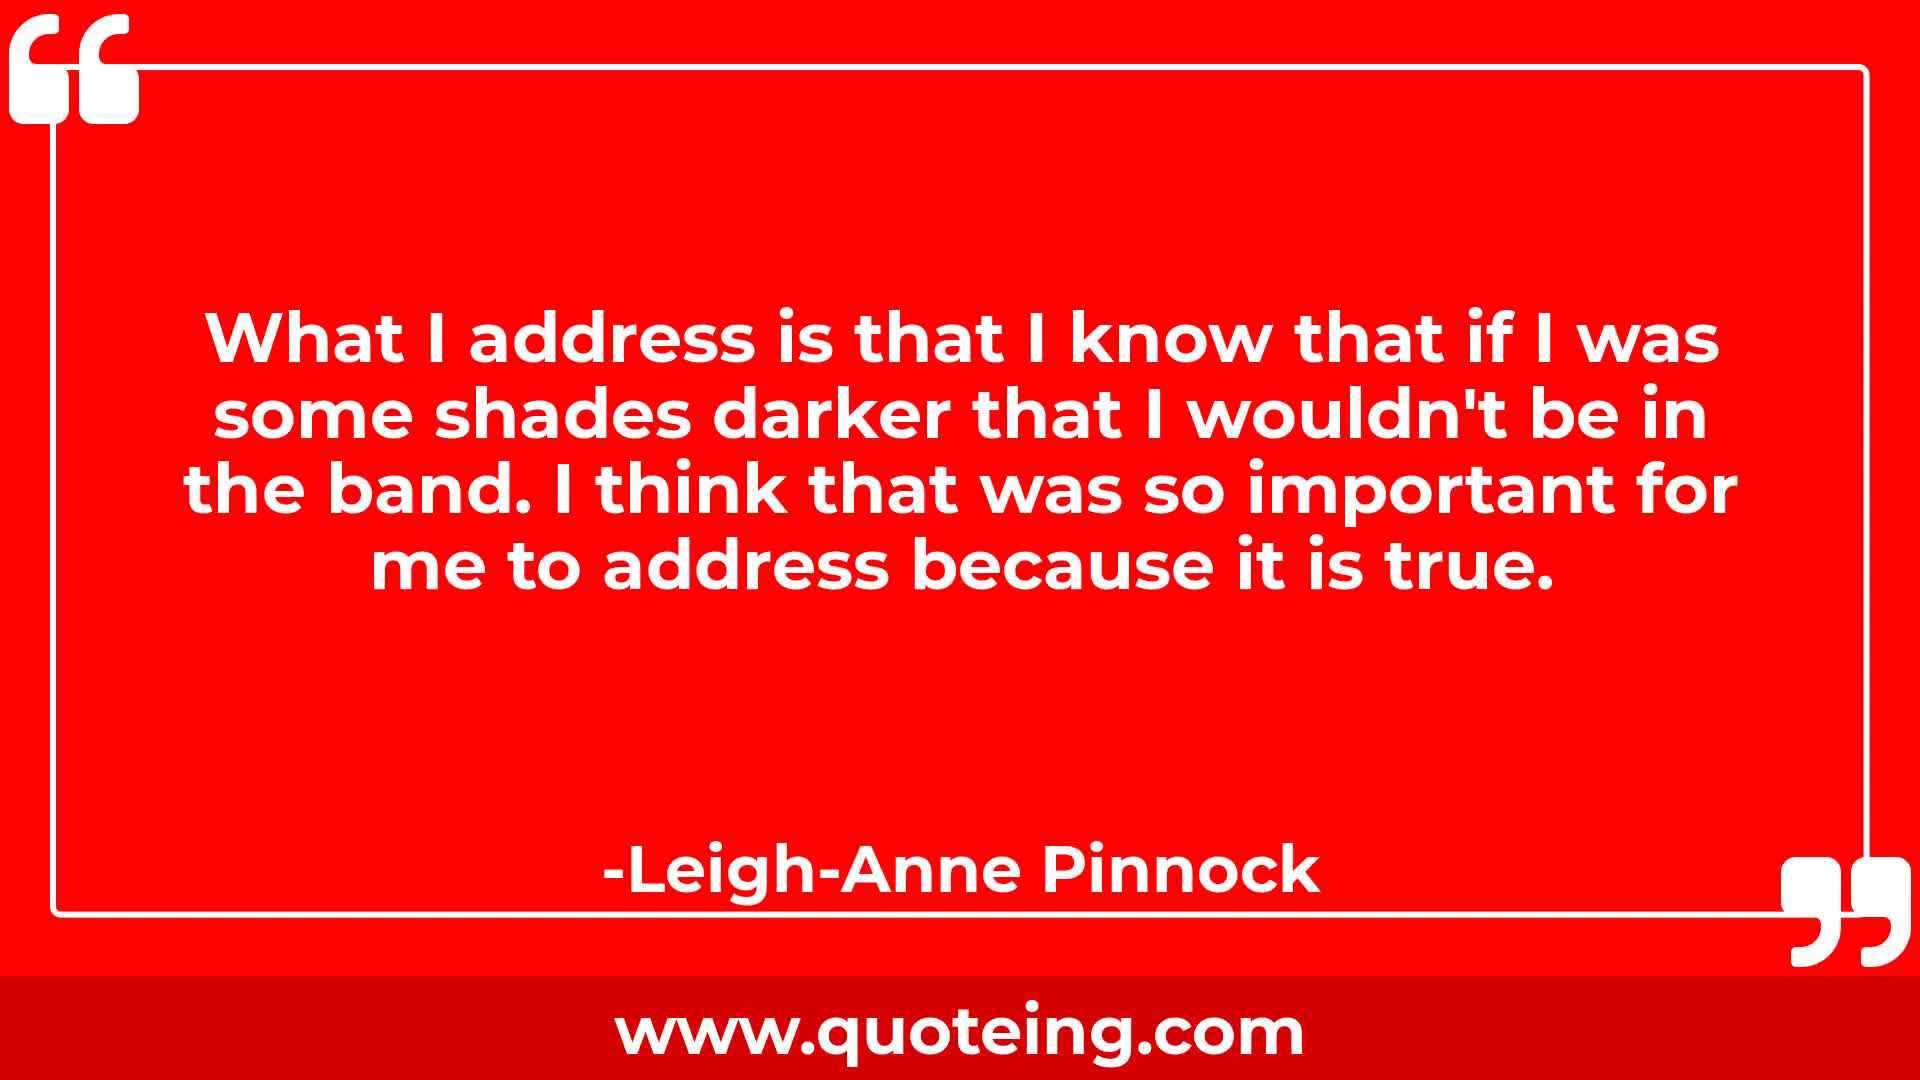 What I address is that I know that if I was
some shades darker that I wouldn't be in
the band. I think that was so important for
me to address because it is true.
-Leigh-Anne Pinnock
www.quoteing.com